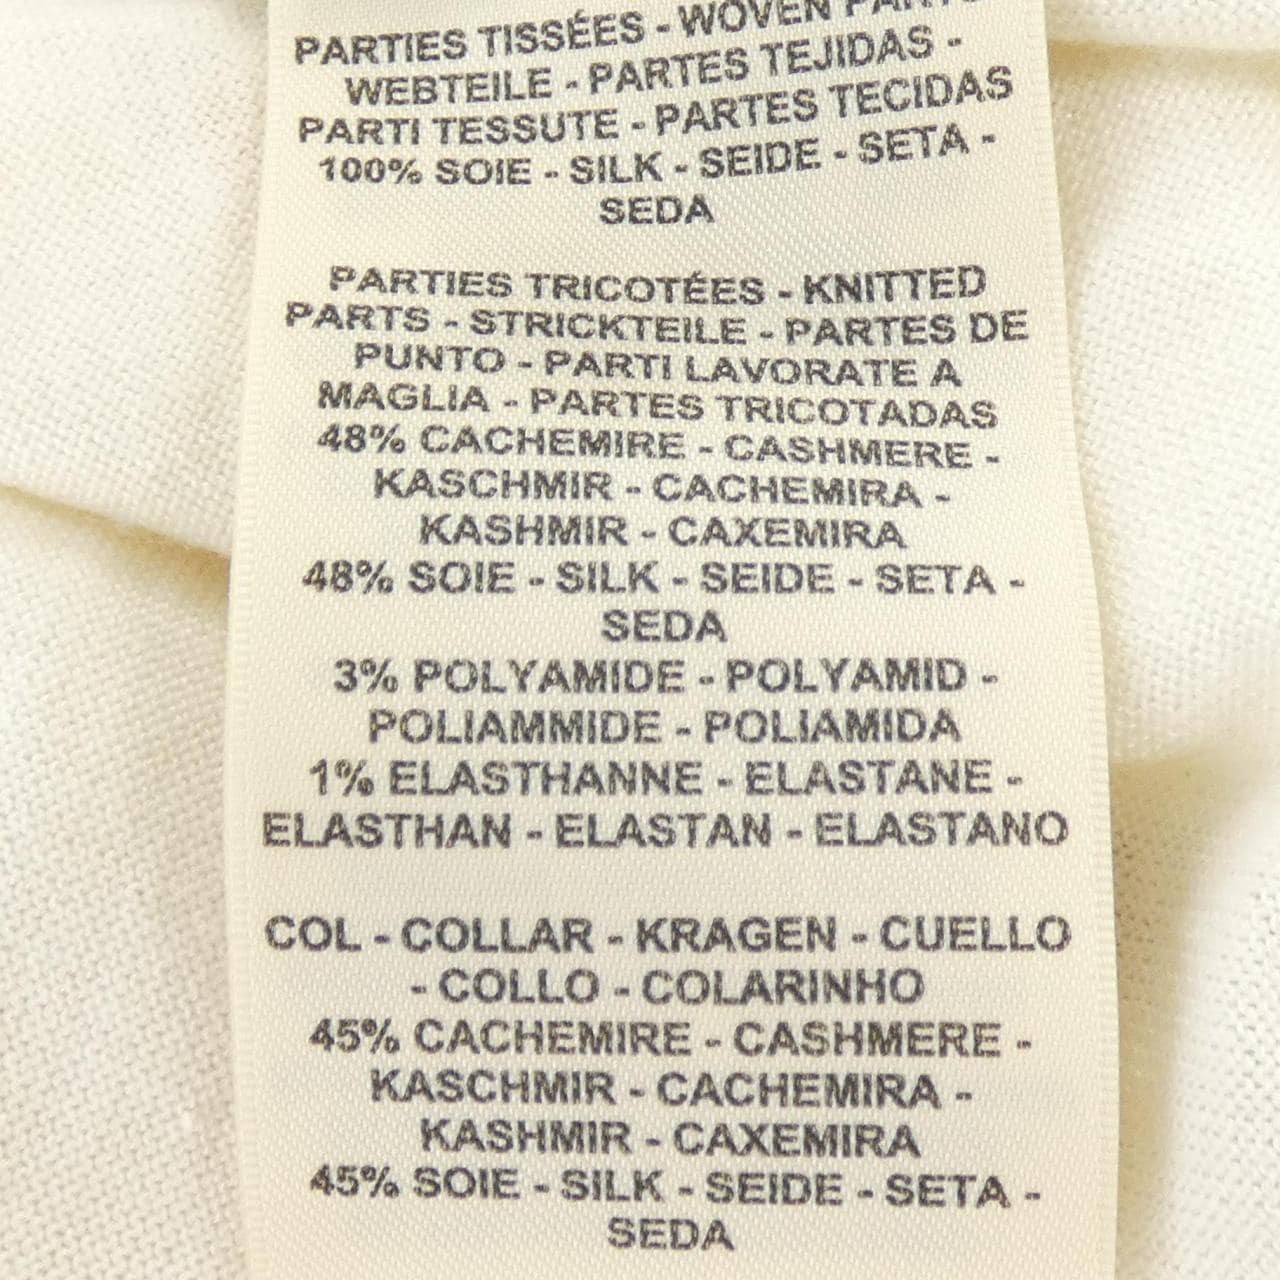 PARTIES TISSÉES - WOVEN PARTS
WEBTEILE - PARTES TEJIDAS -
PARTI TESSUTE - PARTES TECIDAS
100% SOIE - SILK - SEIDE - SETA -
SEDA
PARTIES TRICOTÉES - KNITTED
PARTS - STRICKTEILE - PARTES DE
PUNTO - PARTI LAVORATE A
MAGLIA - PARTES TRICOTADAS
48% CACHEMIRE - CASHMERE -
KASCHMIR - CACHEMIRA -
KASHMIR - CAXEMIRA
48% SOIE - SILK - SEIDE - SETA -
SEDA
3% POLYAMIDE - POLYAMID -
POLIAMMIDE - POLIAMIDA
1% ELASTHANNE - ELASTANE -
ELASTHAN - ELASTAN - ELASTANO
COL - COLLAR - KRAGEN - CUELLO
- COLLO - COLARINHO
45% CACHEMIRE - CASHMERE -
KASCHMIR - CACHEMIRA -
KASHMIR - CAXEMIRA
45% SOIE - SILK - SEIDE - SETA -
SEDA